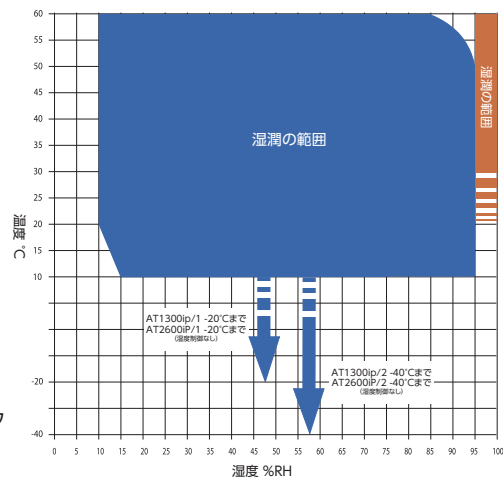 60
55
50
45
40
35
30
25
20
15
10
-20
-40
温度 ℃
湿潤の範囲
湿潤の範囲
AT1300ip/1 -20℃まで
AT2600iP/1 -20℃まで
(湿度制御なし)
AT1300ip/2 -40℃まで
AT2600iP/2 -40℃まで
(湿度制御なし)
0 5 10 15 20 25 30 35 40 45 50 55 60 65 70 75 80 85 90 95 100
湿度 %RH